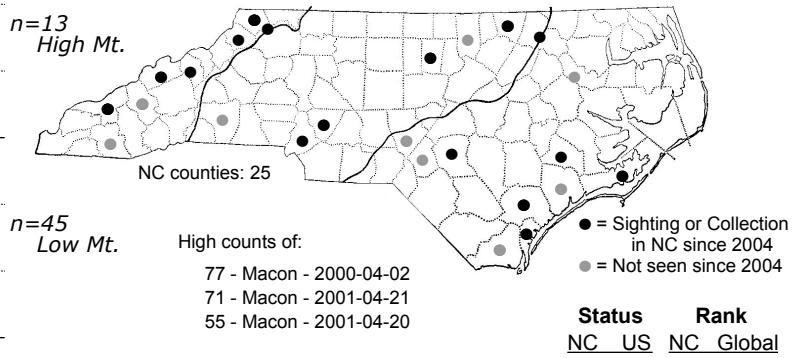 n=13
High Mt.
NC counties: 25
n=45
Low Mt.
High counts of:
77 - Macon - 2000-04-02
71 - Macon - 2001-04-21
55 - Macon - 2001-04-20
= Sighting or Collection
in NC since 2004
= Not seen since 2004
Status Rank
NC US NC Global